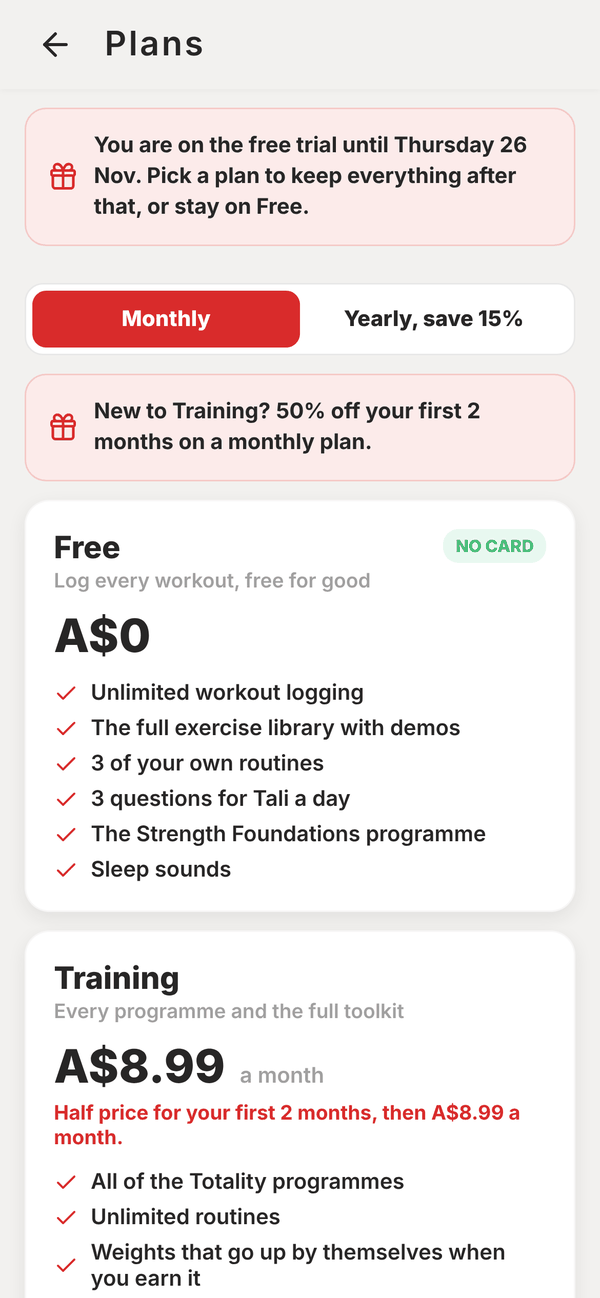 Plans
You are on the free trial until Thursday 26
Nov. Pick a plan to keep everything after
that, or stay on Free.
Monthly
Yearly, save 15%
New to Training? 50% off your first 2
months on a monthly plan.
Free
NO CARD
Log every workout, free for good
A$0
Unlimited workout logging
The full exercise library with demos
3 of your own routines
3 questions for Tali a day
The Strength Foundations programme
Sleep sounds
Training
Every programme and the full toolkit
A$8.99 a month
Half price for your first 2 months, then A$8.99 a
month.
All of the Totality programmes
Unlimited routines
Weights that go up by themselves when
you earn it